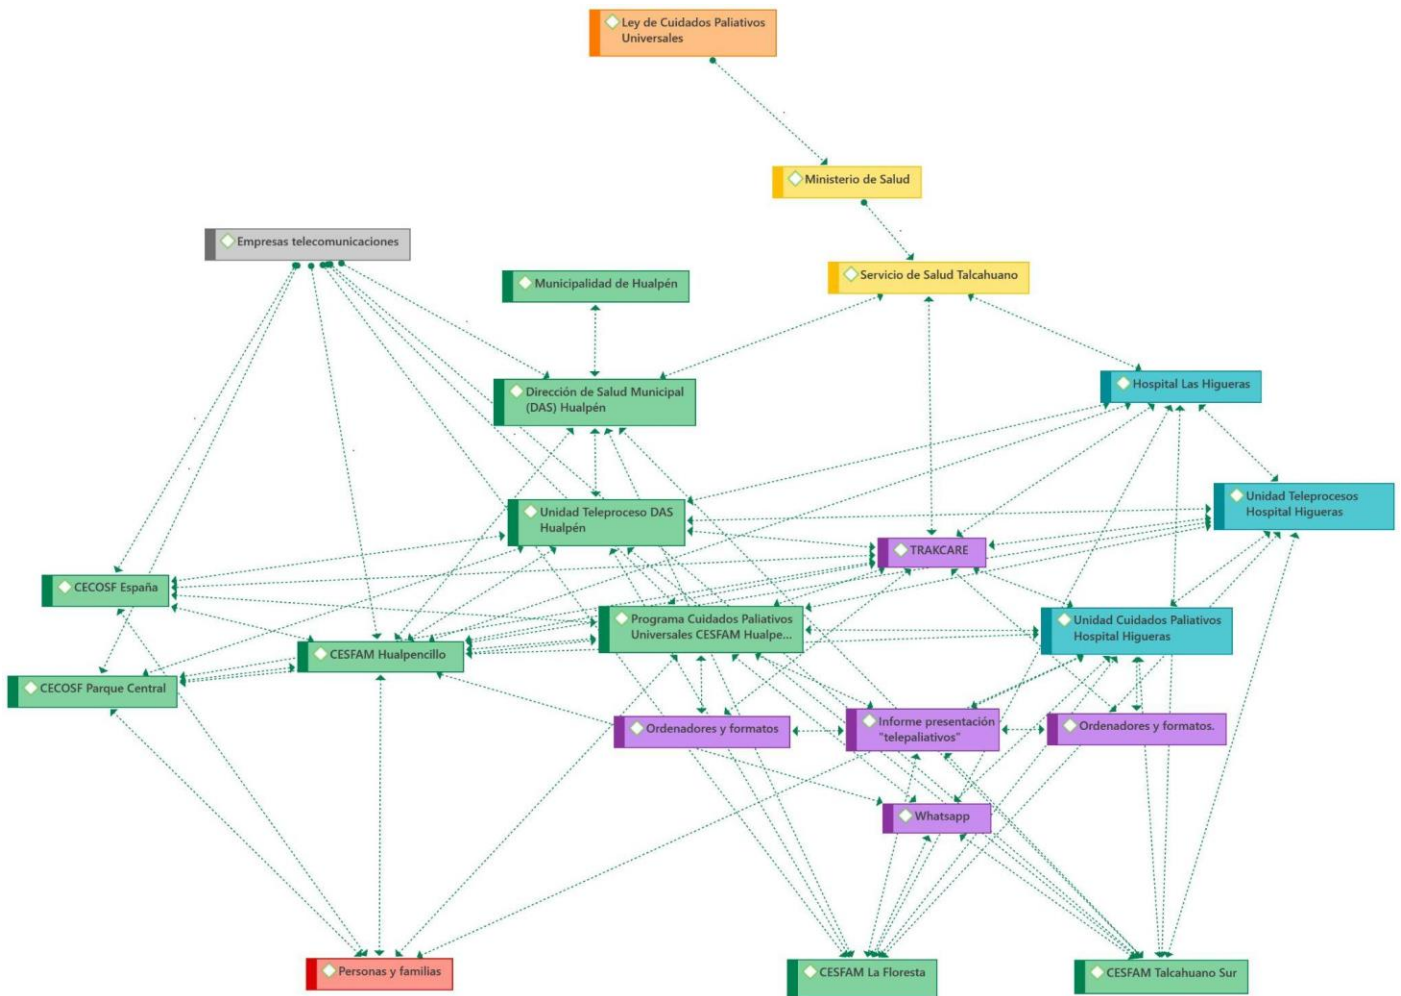 Ley de Cuidados Paliativos
Universales
Ministerio de Salud
Empresas telecomunicaciones
Servicio de Salud Talcahuano
Municipalidad de Hualpén
Dirección de Salud Municipal
(DAS) Hualpén
Hospital Las Higueras
Unidad Teleproceso DAS
Hualpén
Unidad Teleprocesos
Hospital Higueras
TRAKCARE
CECOSF España
Programa Cuidados Paliativos
Universales CESFAM Hualpe...
Unidad Cuidados Paliativos
Hospital Higueras
CESFAM Hualpencillo
CECOSF Parque Central
Ordenadores y formatos
Informe presentación
"telepaliativos"
Ordenadores y formatos.
Whatsapp
Personas y familias
CESFAM La Floresta
CESFAM Talcahuano Sur